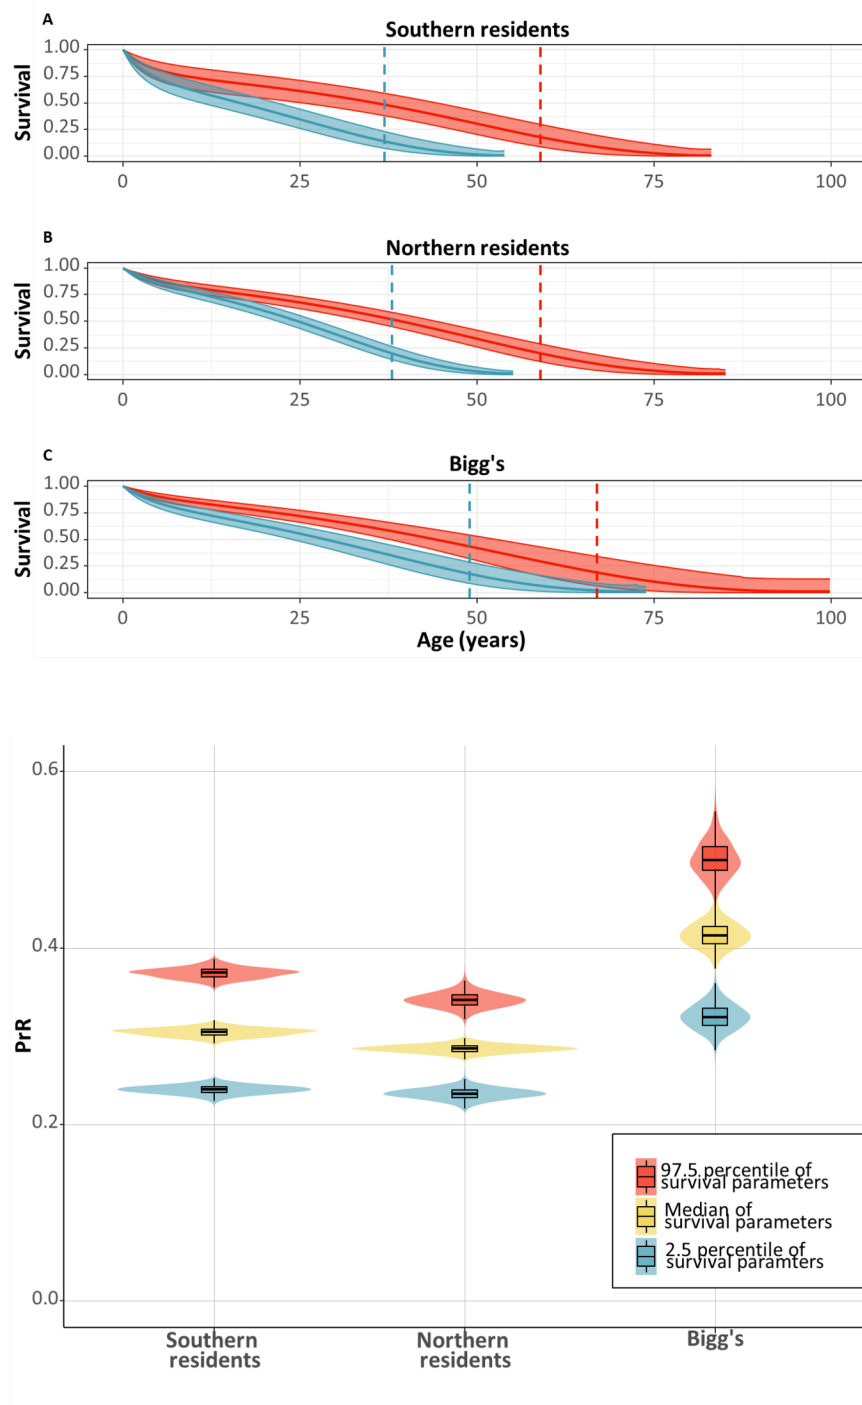 A
Southern residents
Survival
1.00
0.75
0.50
0.25
0.00
0 25 50 75 100
B
Northern residents
Survival
1.00
0.75
0.50
0.25
0.00
0 25 50 75 100
C
Bigg's
Survival
1.00
0.75
0.50
0.25
0.00
0 25 50 75 100
Age (years)
PrR
0.6
0.4
0.2
0.0
97.5 percentile of
survival parameters
Median of
survival parameters
2.5 percentile of
survival paramters
Southern
residents
Northern
residents
Bigg's